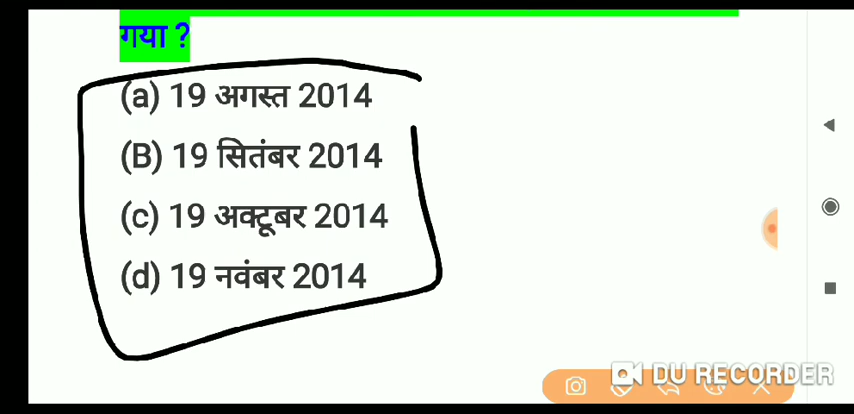 गया ?
(a) 19 अगस्त 2014
(B) 19 सितंबर 2014
(c) 19 अक्टूबर 2014
(d) 19 नवंबर 2014
DU RECORDER